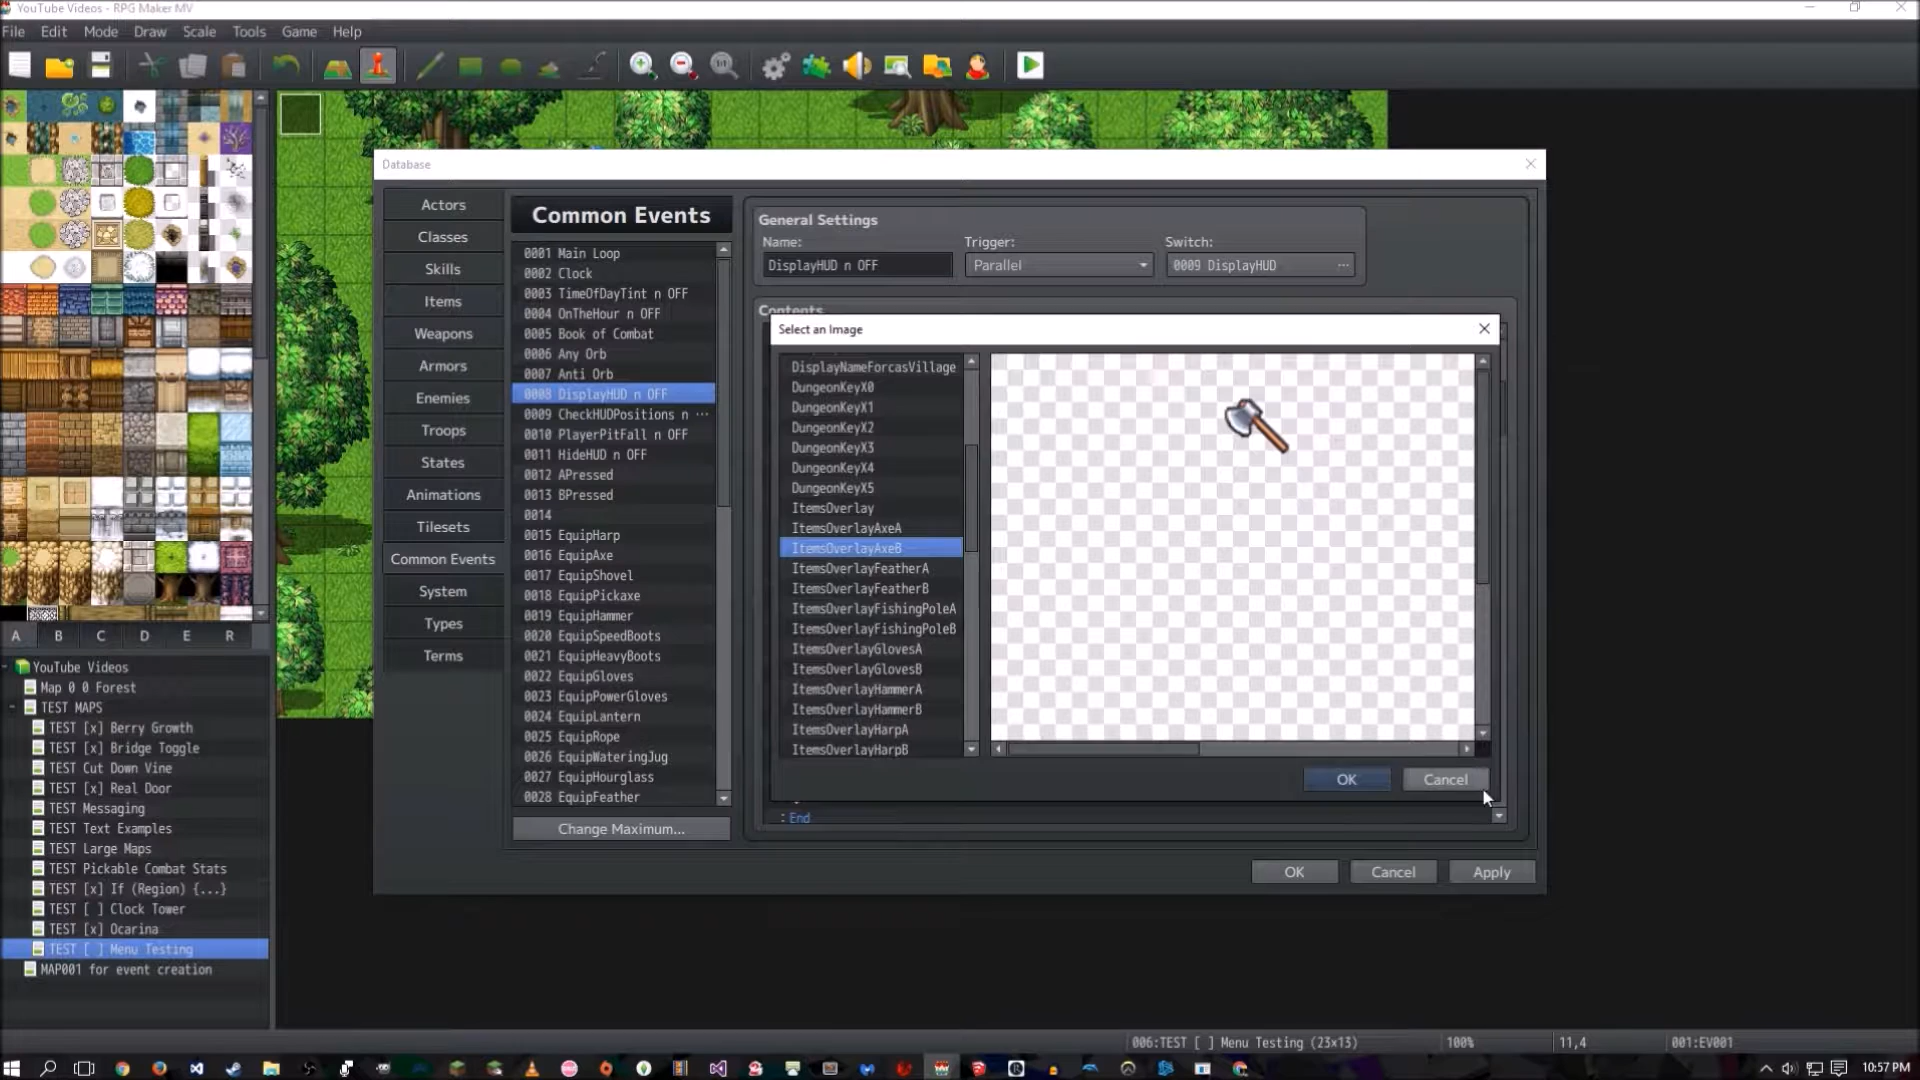 YouTube Videos - RPG Maker MV
File Edit Mode Draw Scale Tools Game Help
Database
Actors
Classes
Skills
Items
Weapons
Armors
Enemies
Troops
States
Animations
Tilesets
Common Events
System
Types
Terms
Common Events
0001 Main Loop
0002 Clock
0003 TimeOfDayTint n OFF
0004 OnTheHour n OFF
0005 Book of Combat
0006 Any Orb
0007 Anti Orb
0008 DisplayHUD n OFF
0009 CheckHUDPositions n ...
0010 PlayerPitFall n OFF
0011 HideHUD n OFF
0012 APressed
0013 BPressed
0014
0015 EquipHarp
0016 EquipAxe
0017 EquipShovel
0018 EquipPickaxe
0019 EquipHammer
0020 EquipSpeedBoots
0021 EquipHeavyBoots
0022 EquipGloves
0023 EquipPowerGloves
0024 EquipLantern
0025 EquipRope
0026 EquipWateringJug
0027 EquipHourglass
0028 EquipFeather
Change Maximum...
General Settings
Name: Trigger: Switch:
DisplayHUD n OFF Parallel 0009 DisplayHUD ...
Contents
Select an Image
DisplayNameForcasVillage
DungeonKeyX0
DungeonKeyX1
DungeonKeyX2
DungeonKeyX3
DungeonKeyX4
DungeonKeyX5
ItemsOverlay
ItemsOverlayAxeA
ItemsOverlayAxeB
ItemsOverlayFeatherA
ItemsOverlayFeatherB
ItemsOverlayFishingPoleA
ItemsOverlayFishingPoleB
ItemsOverlayGlovesA
ItemsOverlayGlovesB
ItemsOverlayHammerA
ItemsOverlayHammerB
ItemsOverlayHarpA
ItemsOverlayHarpB
OK Cancel
: End
OK Cancel Apply
A B C D E R
YouTube Videos
Map 0 0 Forest
TEST MAPS
TEST [x] Berry Growth
TEST [x] Bridge Toggle
TEST Cut Down Vine
TEST [x] Real Door
TEST Messaging
TEST Text Examples
TEST Large Maps
TEST Pickable Combat Stats
TEST [x] If (Region) {...}
TEST [ ] Clock Tower
TEST [x] Ocarina
TEST [ ] Menu Testing
MAP001 for event creation
006:TEST [ ] Menu Testing (23x13) 100% 11,4 001:EV001
10:57 PM